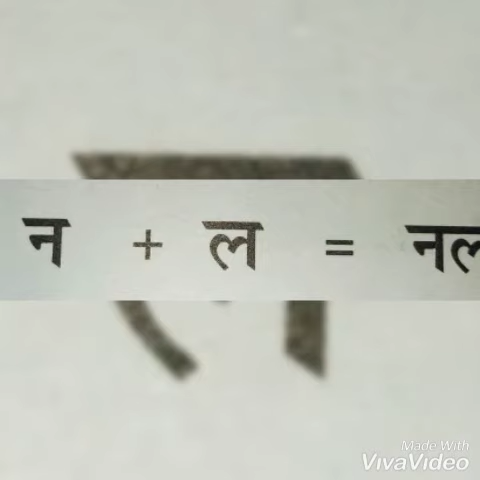 न + ल = नल
Made With
VivaVideo